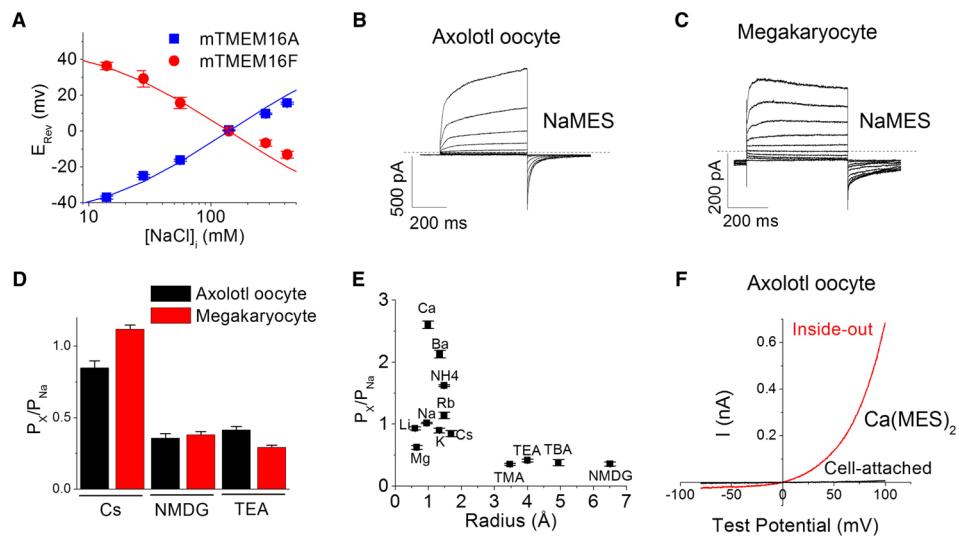 A
mTMEM16A
mTMEM16F
40
20
0
-20
-40
E_Rev (mv)
10
100
[NaCl]_i (mM)
B
Axolotl oocyte
NaMES
500 pA
200 ms
C
Megakaryocyte
NaMES
200 pA
200 ms
D
Axolotl oocyte
Megakaryocyte
1.0
0.5
0.0
P_X/P_Na
Cs
NMDG
TEA
E
3
2
1
0
P_X/P_Na
Ca
Ba
NH4
Rb
Na
Li
K
Cs
Mg
TMA
TEA
TBA
NMDG
0 1 2 3 4 5 6 7
Radius (Å)
F
Axolotl oocyte
Inside-out
0.6
0.4
0.2
I (nA)
Ca(MES)₂
Cell-attached
-100 -50 0 50 100
Test Potential (mV)